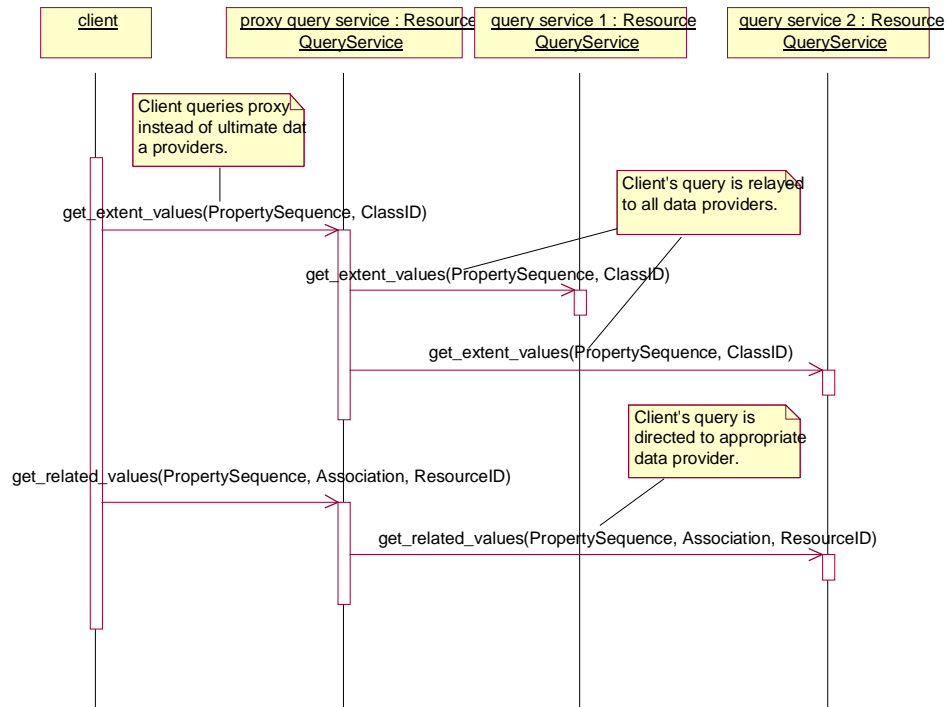 client
proxy query service : Resource
QueryService
query service 1 : Resource
QueryService
query service 2 : Resource
QueryService
Client queries proxy
instead of ultimate dat
a providers.
Client's query is relayed
to all data providers.
get_extent_values(PropertySequence, ClassID)
get_extent_values(PropertySequence, ClassID)
get_extent_values(PropertySequence, ClassID)
Client's query is
directed to appropriate
data provider.
get_related_values(PropertySequence, Association, ResourceID)
get_related_values(PropertySequence, Association, ResourceID)